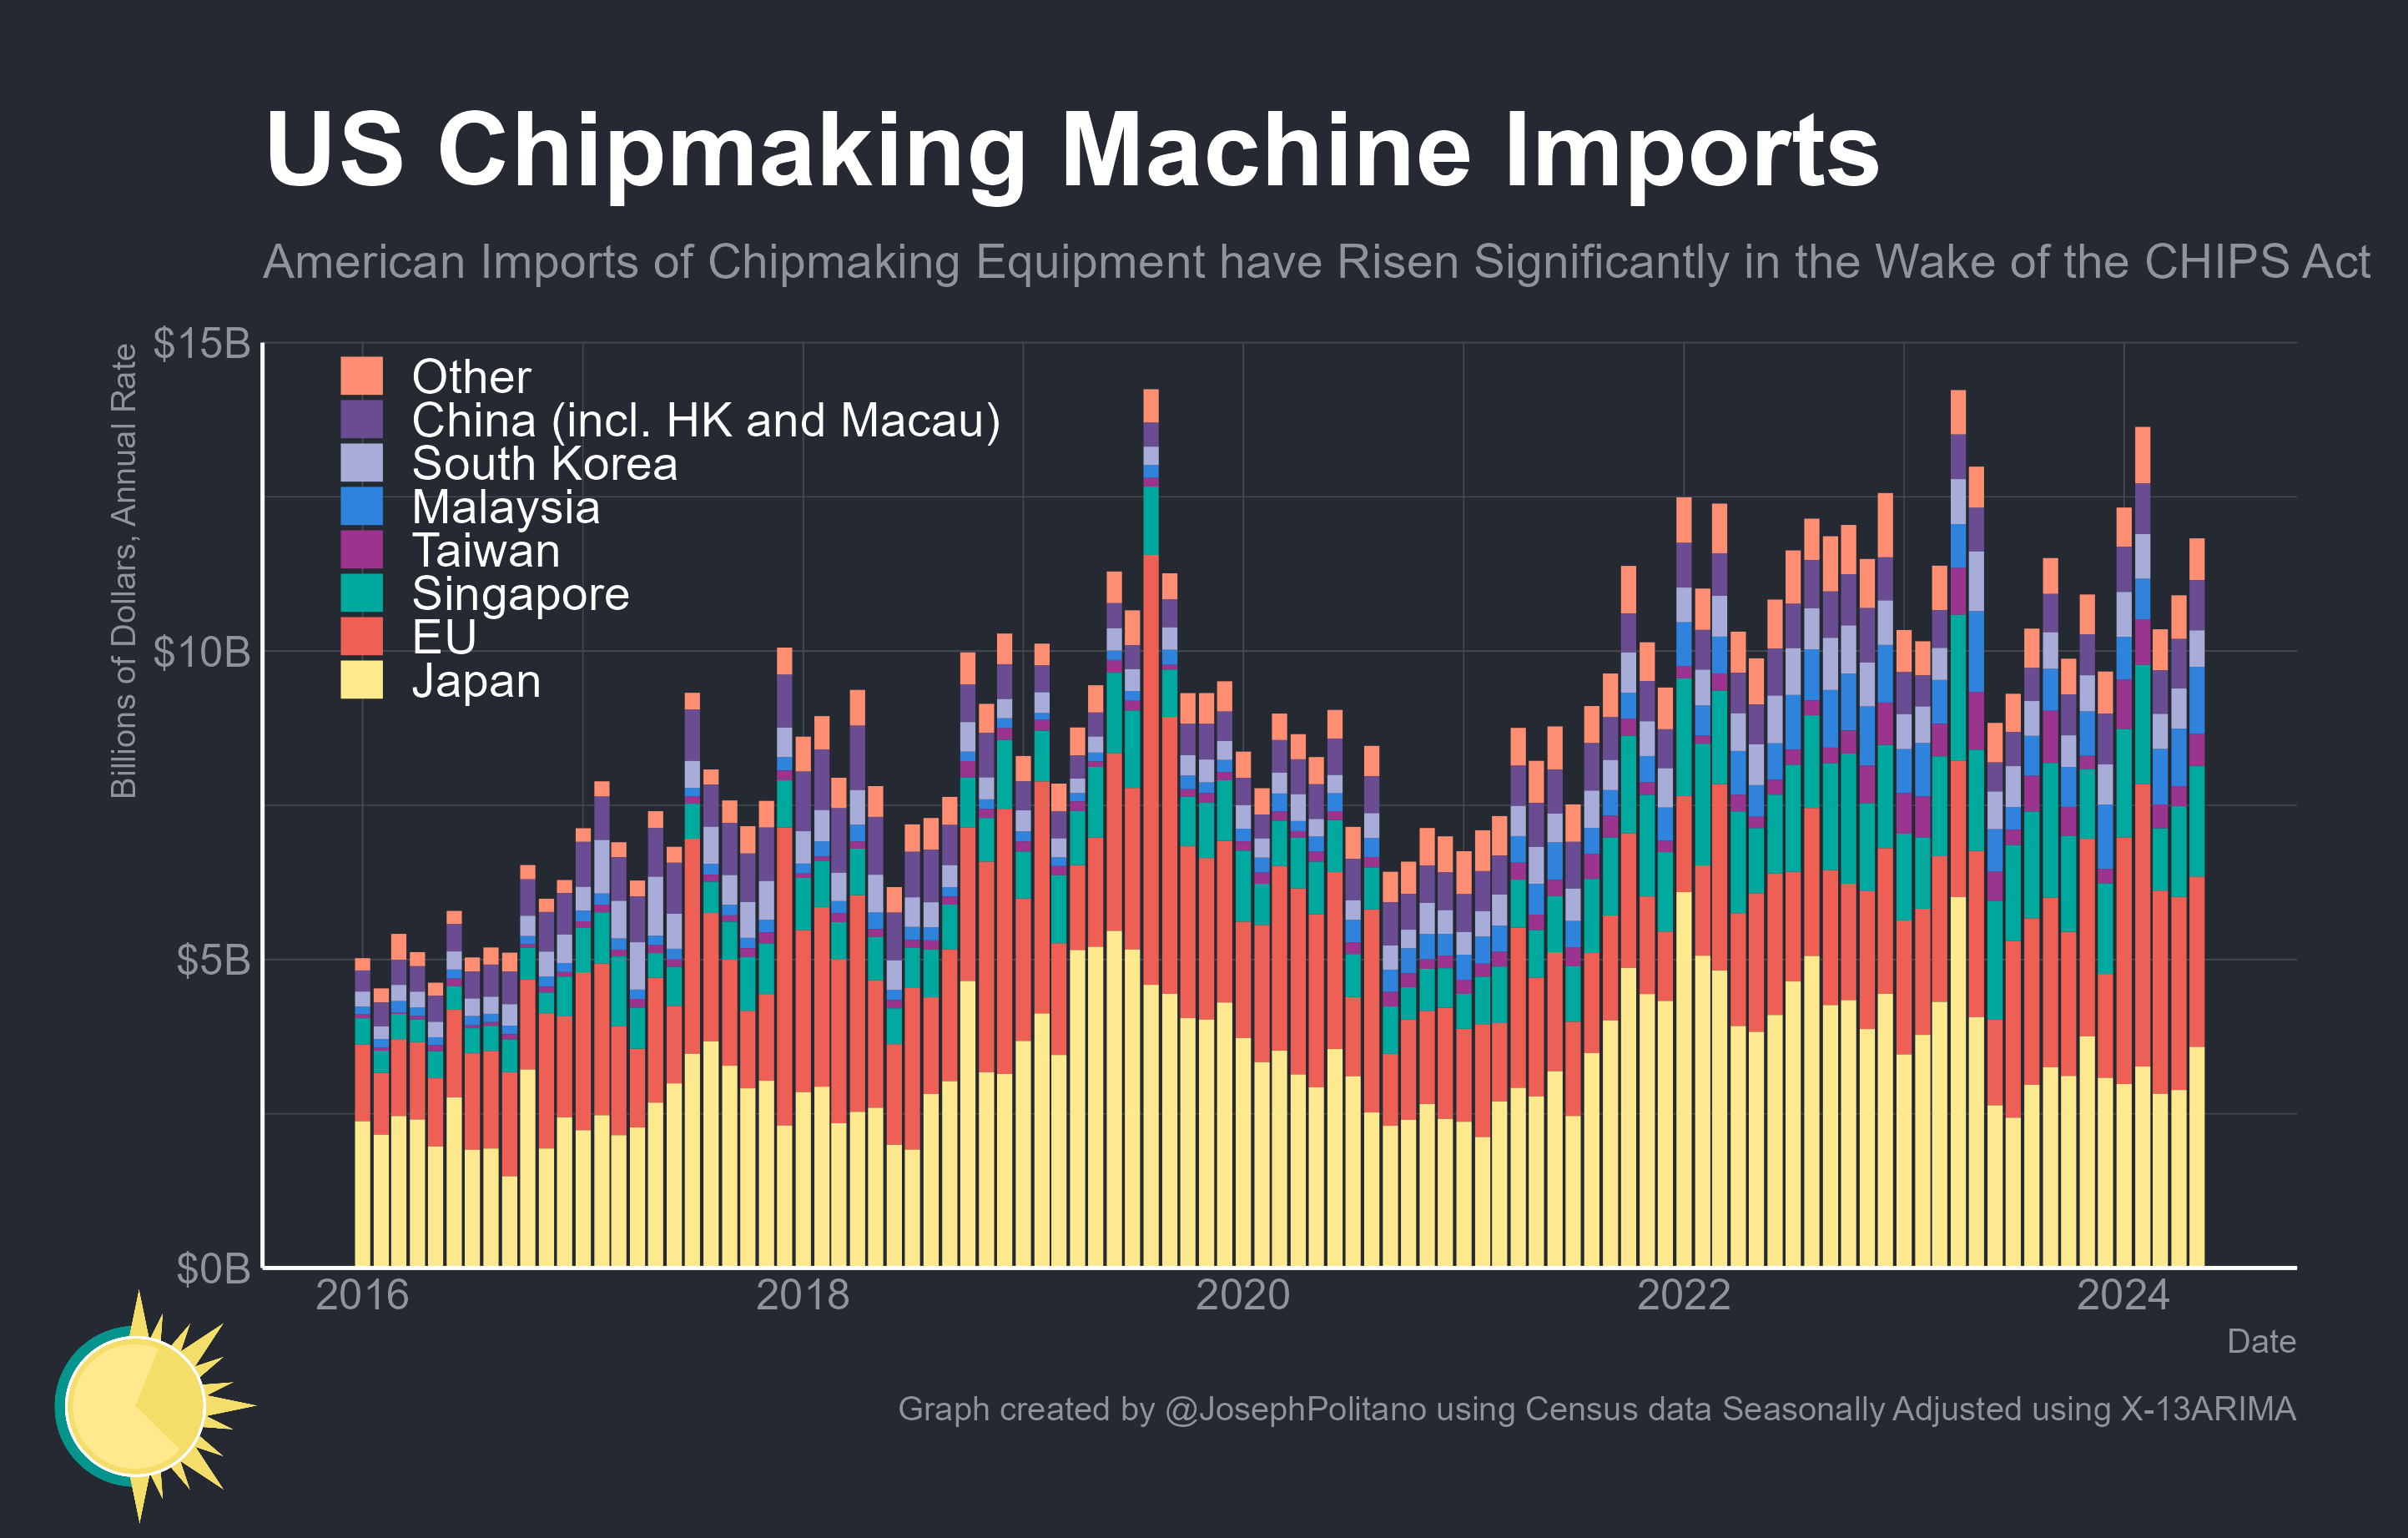 US Chipmaking Machine Imports
American Imports of Chipmaking Equipment have Risen Significantly in the Wake of the CHIPS Act
Billions of Dollars, Annual Rate
$15B
$10B
$5B
$0B
Other
China (incl. HK and Macau)
South Korea
Malaysia
Taiwan
Singapore
EU
Japan
2016
2018
2020
2022
2024
Date
Graph created by @JosephPolitano using Census data Seasonally Adjusted using X-13ARIMA